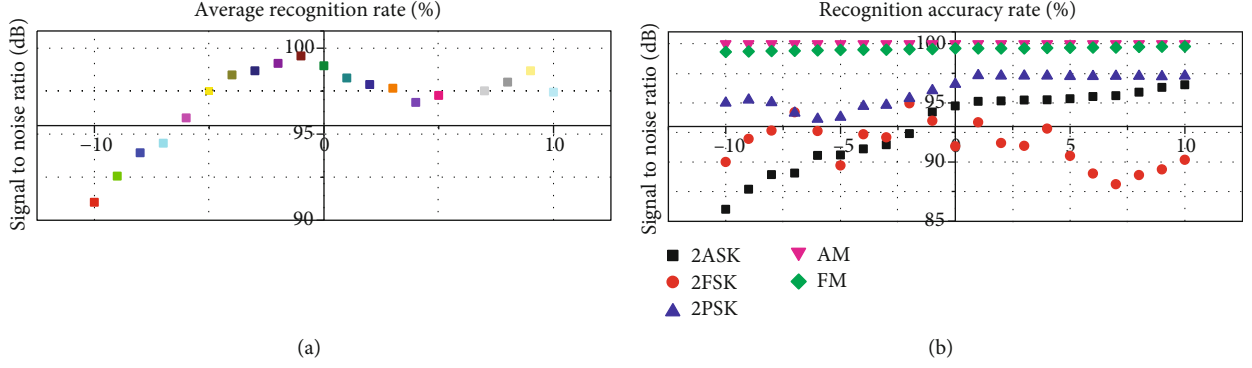 Average recognition rate (%)
Signal to noise ratio (dB)
100
95
90
−10
0
10
(a)
Recognition accuracy rate (%)
Signal to noise ratio (dB)
100
95
90
85
−10
−5
0
5
10
2ASK
2FSK
2PSK
AM
FM
(b)